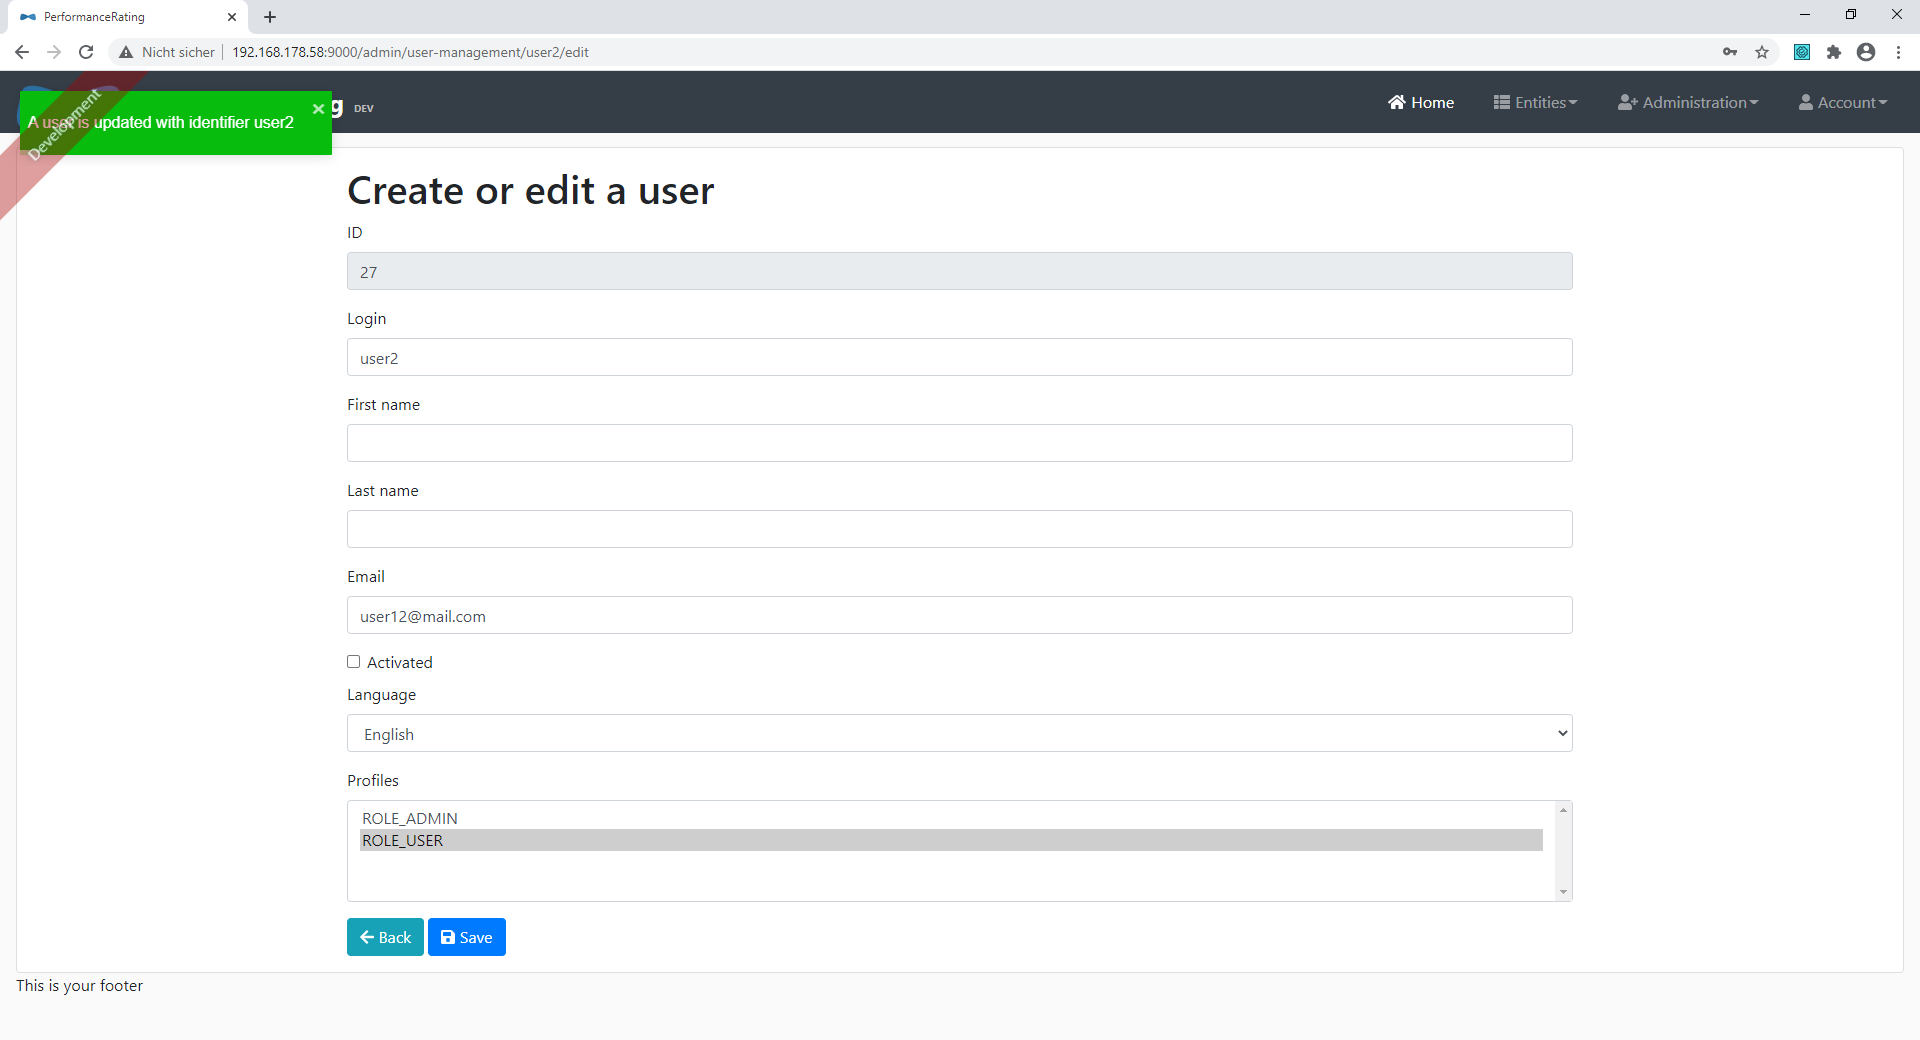 PerformanceRating
Nicht sicher 192.168.178.58:9000/admin/user-management/user2/edit
g DEV
Home Entities Administration Account
A user is updated with identifier user2
Development
Create or edit a user
ID
27
Login
user2
First name
Last name
Email
user12@mail.com
Activated
Language
English
Profiles
ROLE_ADMIN
ROLE_USER
Back Save
This is your footer